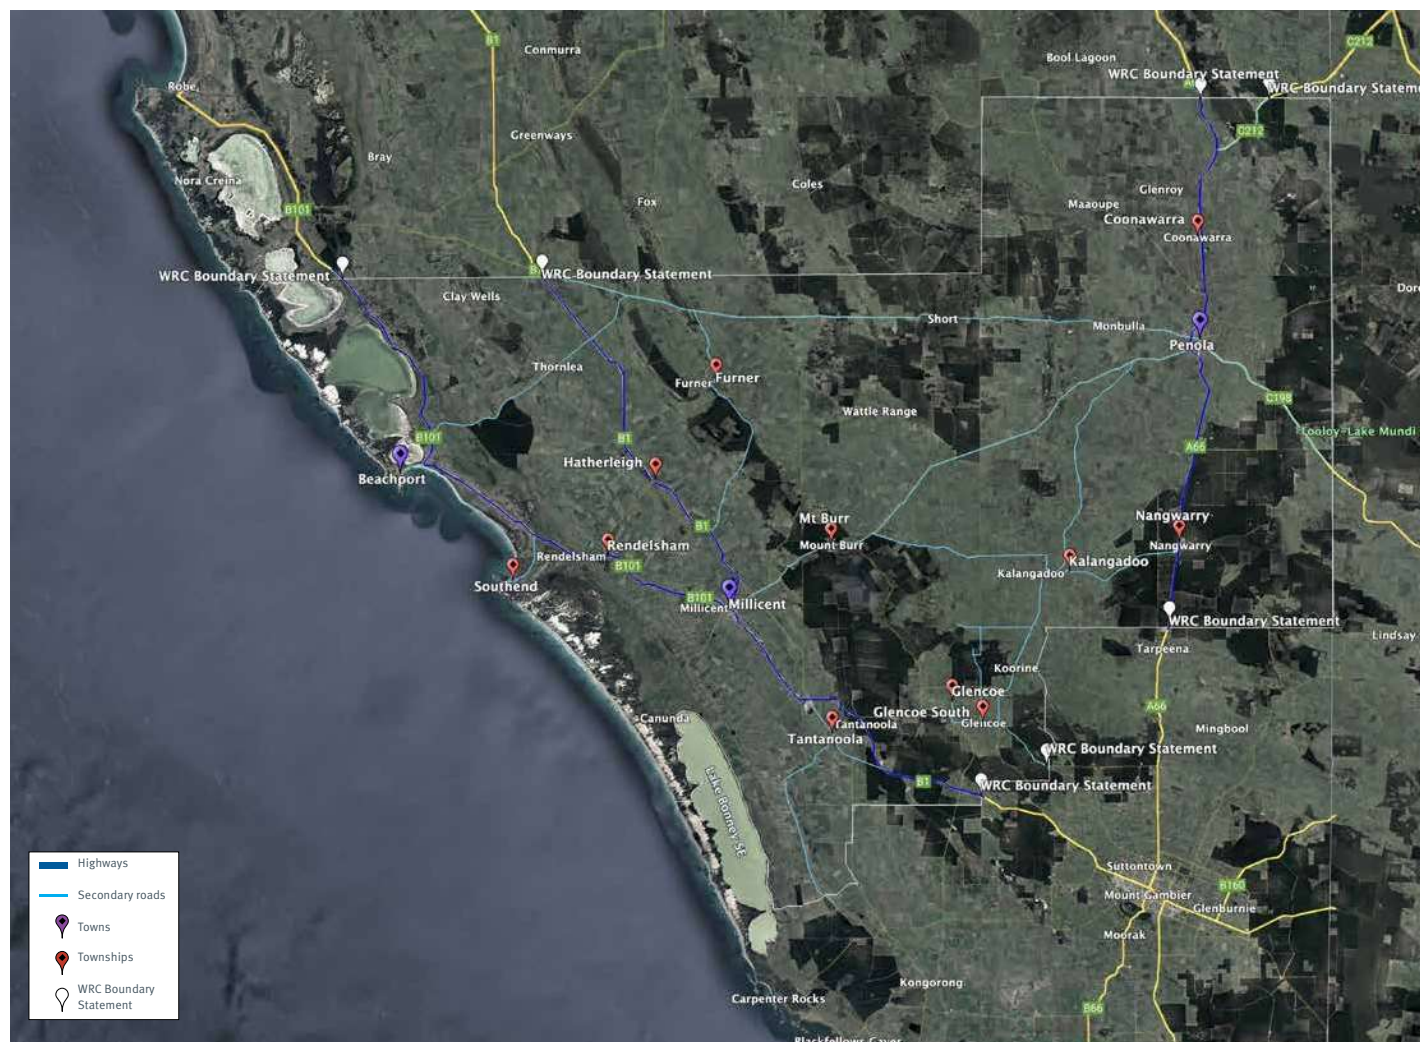 B1
Conmurra
C212
Bool Lagoon
WRC Boundary Statement
WRC Boundary Statem
Robe
Greenways
C212
Bray
Nora Creina
Coles
Glenroy
Fox
Maaoupe
B101
Coonawarra
Coonawarra
WRC Boundary Statement
WRC Boundary Statement
Clay Wells
Short
Monbulla
Penola
Thornlea
Furner
Furner
C198
Wattle Range
B101
B1
A66
Tooloy-Lake Mundi
Hatherleigh
Beachport
Mt Burr
Nangwarry
B1
Rendelsham
Mount Burr
Nangwarry
Rendelsham
B101
Kalangadoo
Kalangadoo
Southend
B101
Millicent
Millicent
WRC Boundary Statement
Lindsay
Tarpeena
Koorine
Glencoe
A66
Glencoe South
Glencoe
Canunda
Tantanoola
Mingbool
Tantanoola
WRC Boundary Statement
B1
WRC Boundary Statement
Lake Bonney SE
Suttontown
B160
Mount Gambier
Glenburnie
Moorak
Kongorong
Carpenter Rocks
B66
Highways
Secondary roads
Towns
Townships
WRC Boundary
Statement